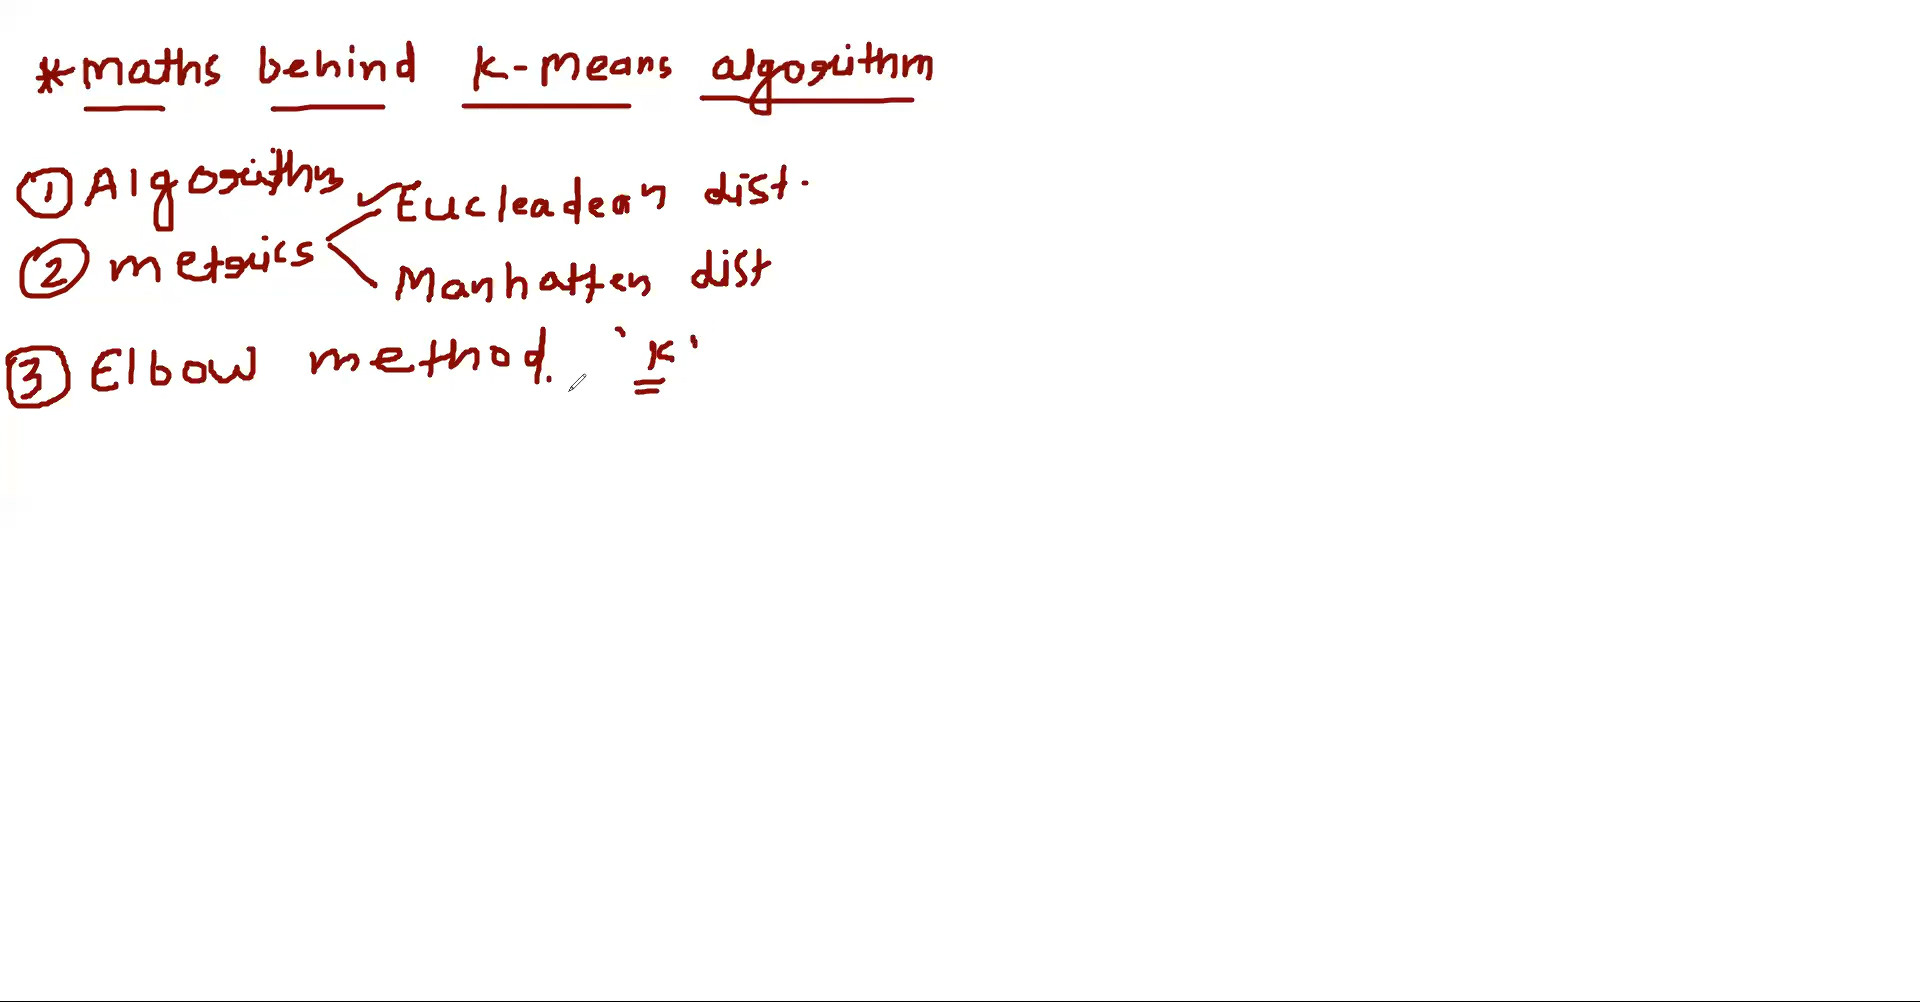 * maths behind k-means algorithm
① Algorithm
Eucleadean dist.
② metrics
Manhatten dist
③ Elbow method. 'K'